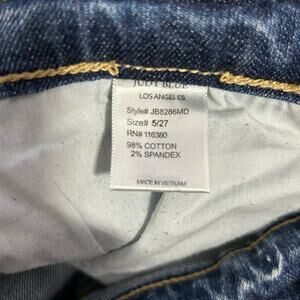 JUDY BLUE
LOS ANGELES
Style# JB8286MD
Size# 5/27
RN# 116380
98% COTTON
2% SPANDEX
MADE IN VIETNAM